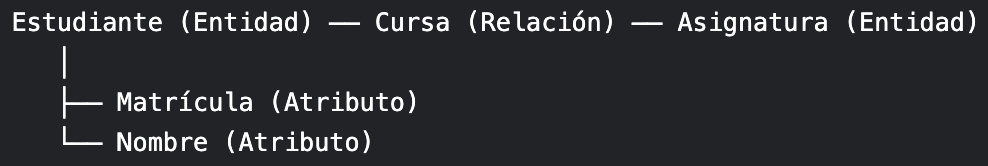 Estudiante (Entidad) —— Cursa (Relación) —— Asignatura (Entidad)
│
├── Matrícula (Atributo)
└── Nombre (Atributo)